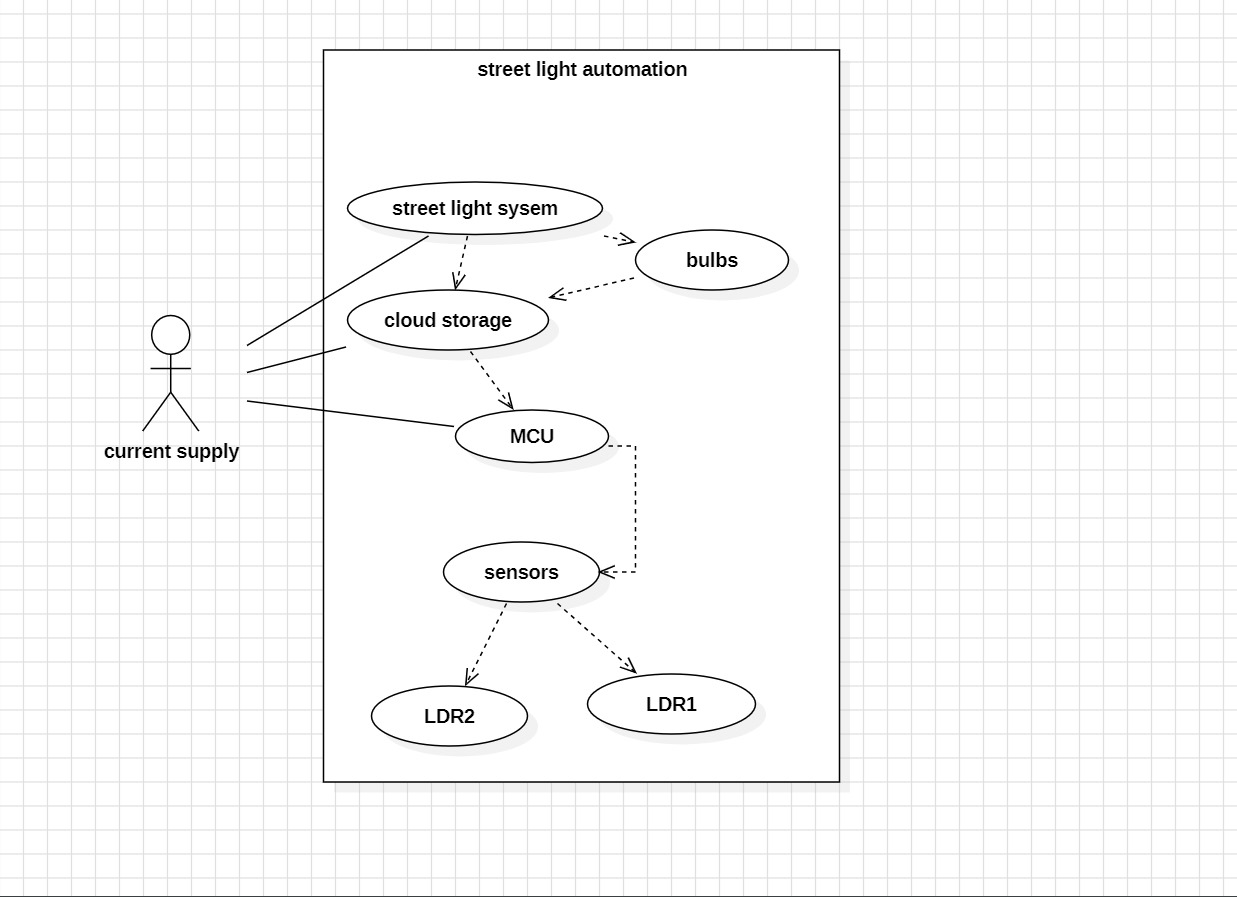 street light automation
street light sysem
bulbs
cloud storage
current supply
MCU
sensors
LDR2
LDR1